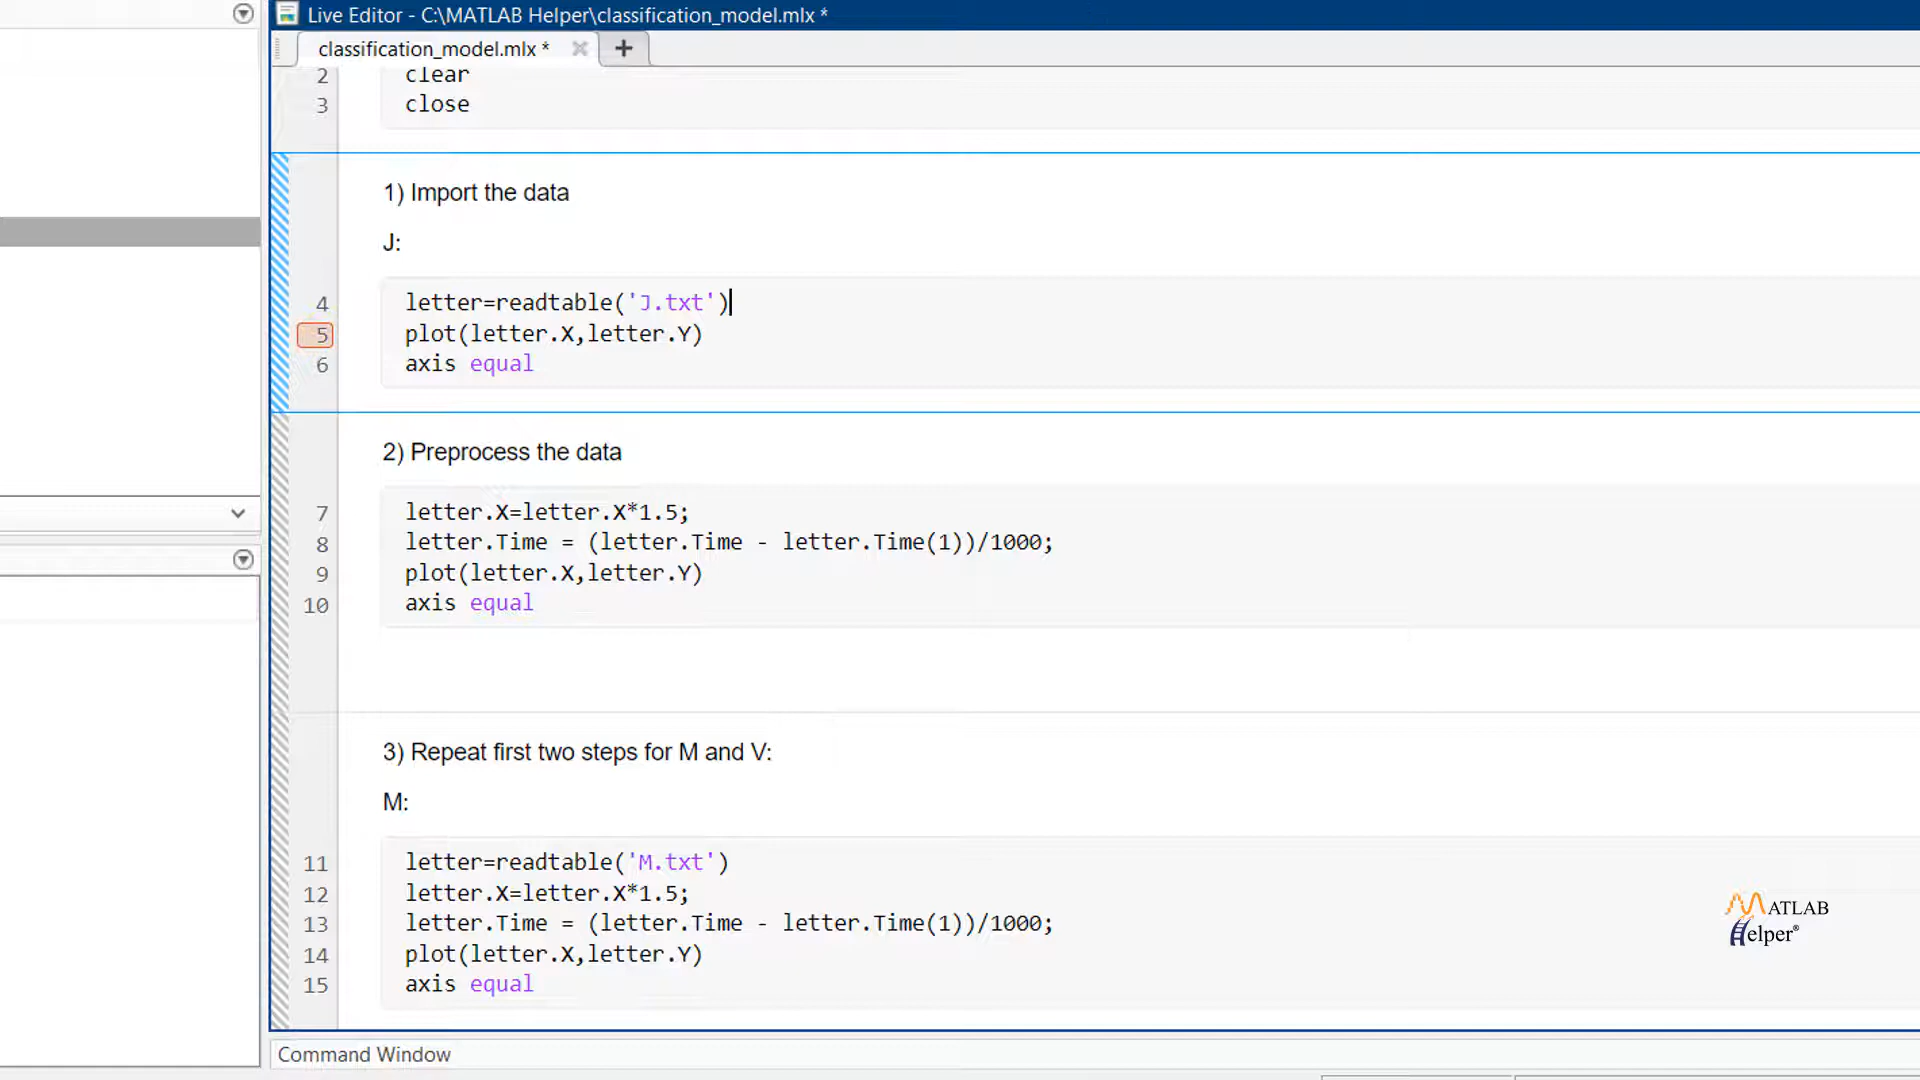 Live Editor - C:\MATLAB Helper\classification_model.mlx *
classification_model.mlx *
2 clear
3 close
1) Import the data
J:
4 letter=readtable('J.txt')
5 plot(letter.X,letter.Y)
6 axis equal
2) Preprocess the data
7 letter.X=letter.X*1.5;
8 letter.Time = (letter.Time - letter.Time(1))/1000;
9 plot(letter.X,letter.Y)
10 axis equal
3) Repeat first two steps for M and V:
M:
11 letter=readtable('M.txt')
12 letter.X=letter.X*1.5;
13 letter.Time = (letter.Time - letter.Time(1))/1000;
14 plot(letter.X,letter.Y)
15 axis equal
MATLAB
Helper®
Command Window